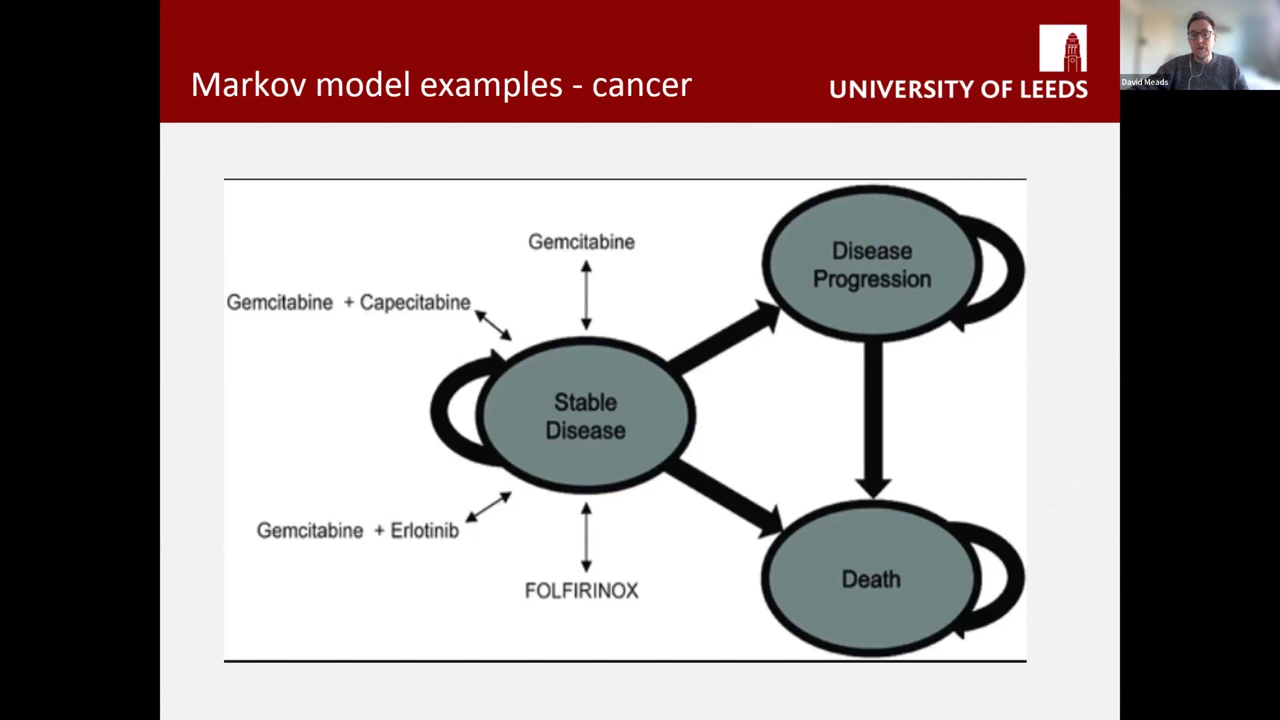 Markov model examples - cancer
UNIVERSITY OF LEEDS
David Meads
Gemcitabine
Gemcitabine + Capecitabine
Disease
Progression
Stable
Disease
Gemcitabine + Erlotinib
FOLFIRINOX
Death